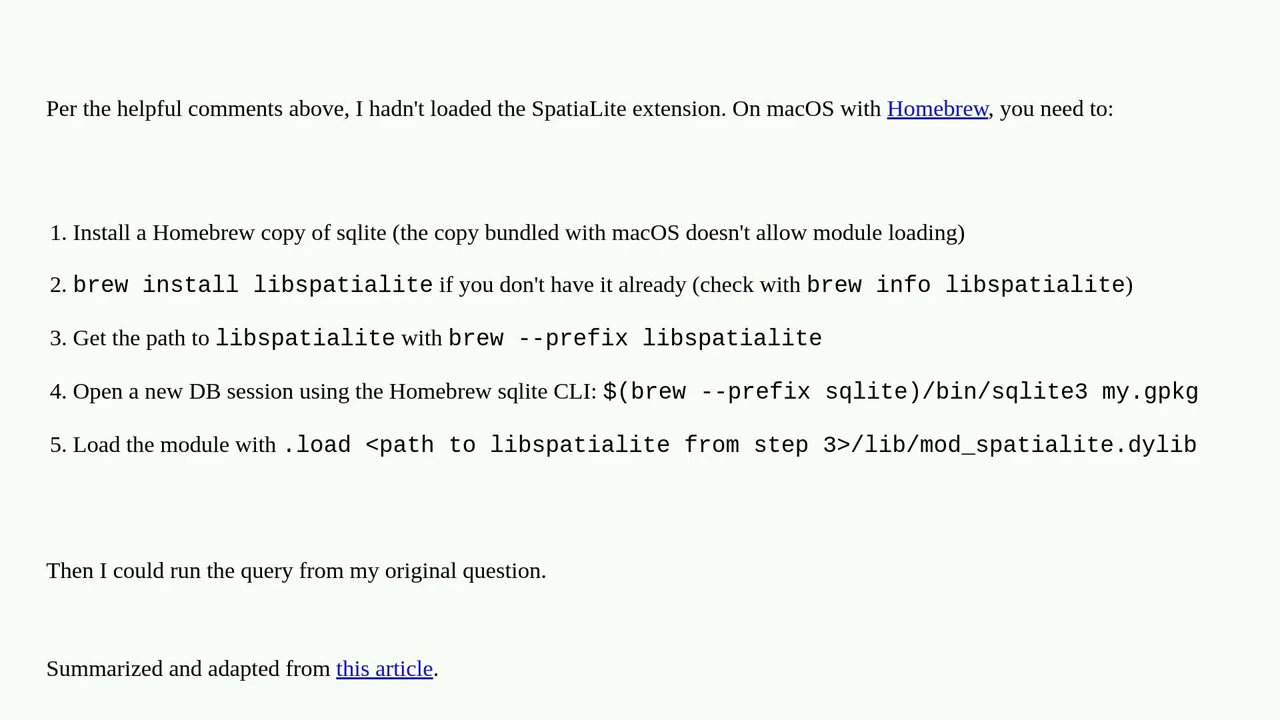 Per the helpful comments above, I hadn't loaded the SpatiaLite extension. On macOS with Homebrew, you need to:
1. Install a Homebrew copy of sqlite (the copy bundled with macOS doesn't allow module loading)
2. brew install libspatialite if you don't have it already (check with brew info libspatialite)
3. Get the path to libspatialite with brew --prefix libspatialite
4. Open a new DB session using the Homebrew sqlite CLI: $(brew --prefix sqlite)/bin/sqlite3 my.gpkg
5. Load the module with .load <path to libspatialite from step 3>/lib/mod_spatialite.dylib
Then I could run the query from my original question.
Summarized and adapted from this article.